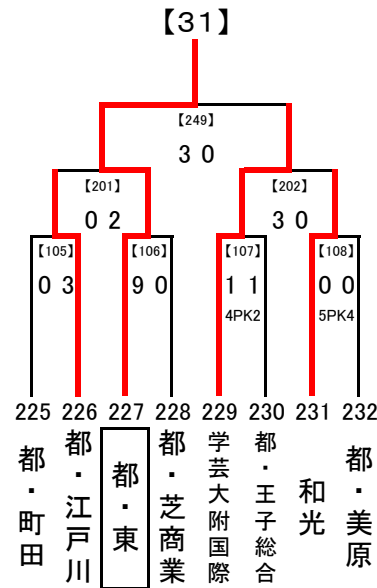 【31】
【249】
3 0
【201】 【202】
0 2 3 0
【105】 【106】 【107】 【108】
0 3 9 0 1 1 0 0
4PK2 5PK4
225 226 227 228 229 230 231 232
都・町田
都・江戸川
都・東
都・芝商業
学芸大附国際
都・王子総合
和光
都・美原